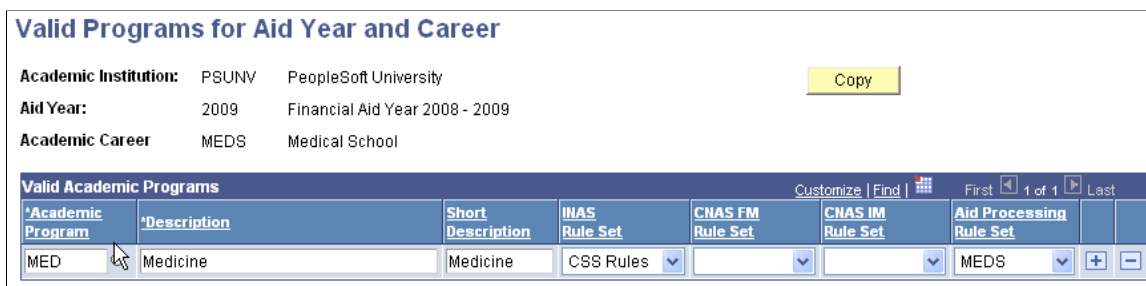 Valid Programs for Aid Year and Career
Academic Institution: PSUNV PeopleSoft University Copy
Aid Year: 2009 Financial Aid Year 2008 - 2009
Academic Career MEDS Medical School
Valid Academic Programs Customize | Find | First 1 of 1 Last
*Academic Program *Description Short Description INAS Rule Set CNAS FM Rule Set CNAS IM Rule Set Aid Processing Rule Set
MED Medicine Medicine CSS Rules MEDS + −